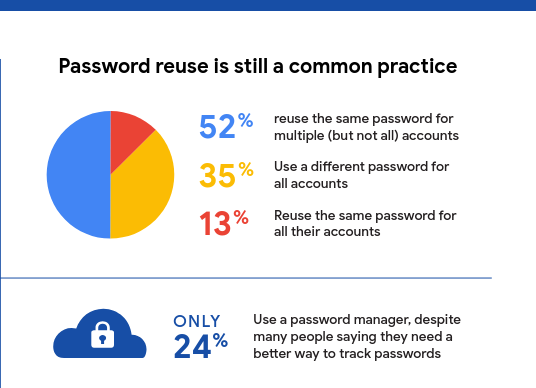 Password reuse is still a common practice
52%
reuse the same password for
multiple (but not all) accounts
35%
Use a different password for
all accounts
13%
Reuse the same password for
all their accounts
ONLY
24%
Use a password manager, despite
many people saying they need a
better way to track passwords